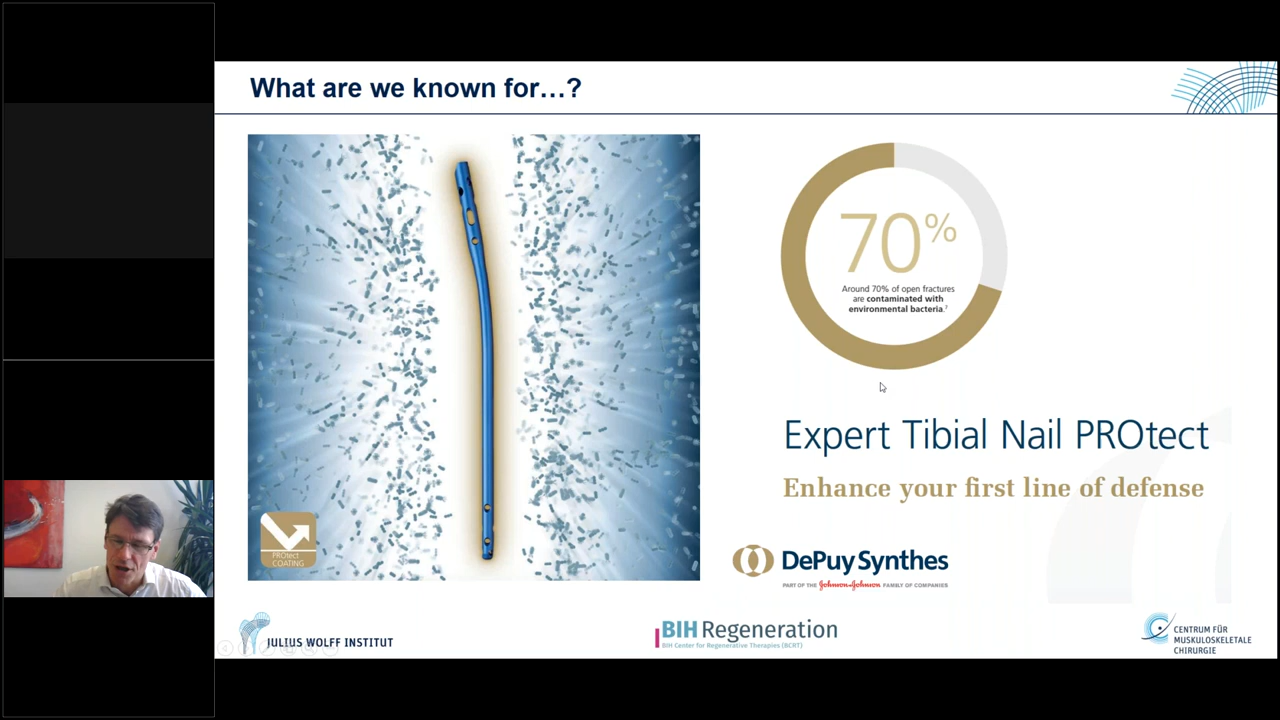 What are we known for...?
70%
Around 70% of open fractures
are contaminated with
environmental bacteria.
Expert Tibial Nail PROtect
Enhance your first line of defense
PROtect
COATING
DePuy Synthes
PART OF THE Johnson & Johnson FAMILY OF COMPANIES
JULIUS WOLFF INSTITUT
BIH Regeneration
BIH Center for Regenerative Therapies (BCRT)
CENTRUM FÜR
MUSKULOSKELETALE
CHIRURGIE